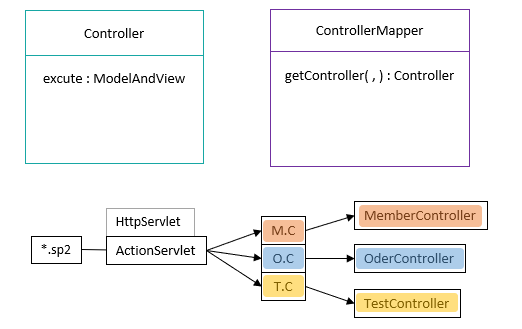 Controller
excute : ModelAndView
ControllerMapper
getController( , ) : Controller
HttpServlet
*.sp2
ActionServlet
M.C
O.C
T.C
MemberController
OderController
TestController